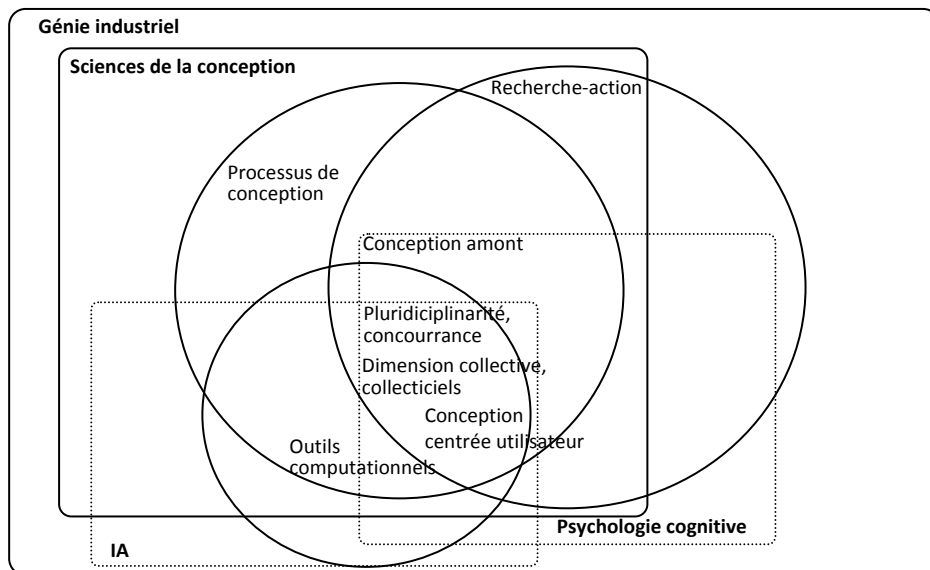 Génie industriel
Sciences de la conception
Recherche-action
Processus de
conception
Conception amont
Pluridiciplinarité,
concourrance
Dimension collective,
collecticiels
Conception
centrée utilisateur
Outils
computationnels
Psychologie cognitive
IA